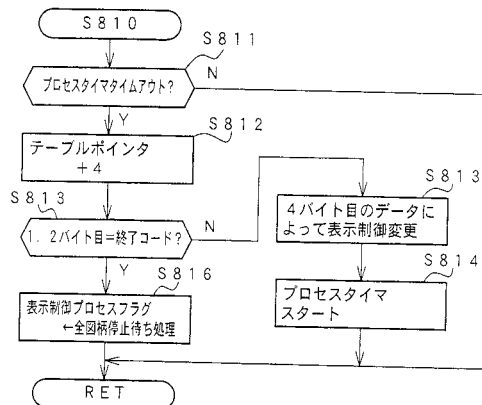 S810
S811
プロセスタイマタイムアウト?
N
Y
S812
テーブルポインタ
+4
S813
1.2バイト目=終了コード?
N
Y
S813
4バイト目のデータに
よって表示制御変更
S814
プロセスタイマ
スタート
S816
表示制御プロセスフラグ
←全図柄停止待ち処理
RET